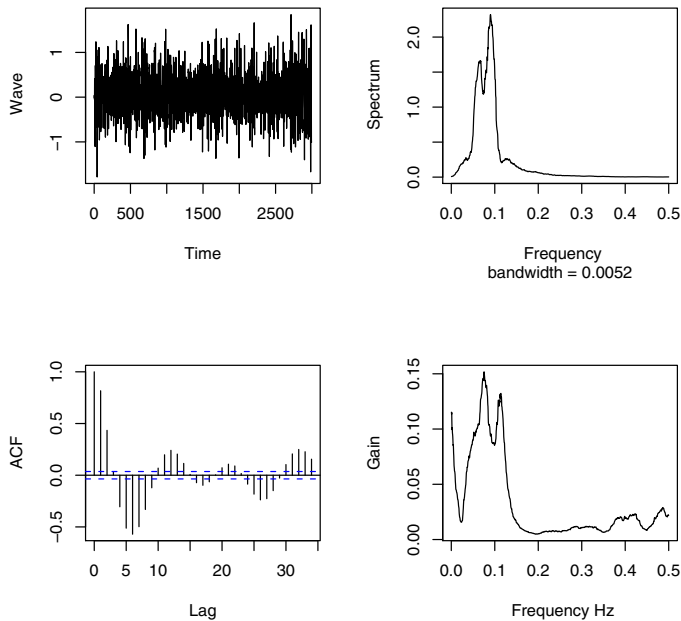 Wave
1
0
−1
0 500 1500 2500
Time
Spectrum
2.0
1.0
0.0
0.0 0.1 0.2 0.3 0.4 0.5
Frequency
bandwidth = 0.0052
ACF
1.0
0.5
0.0
−0.5
0 5 10 20 30
Lag
Gain
0.15
0.10
0.05
0.00
0.0 0.1 0.2 0.3 0.4 0.5
Frequency Hz